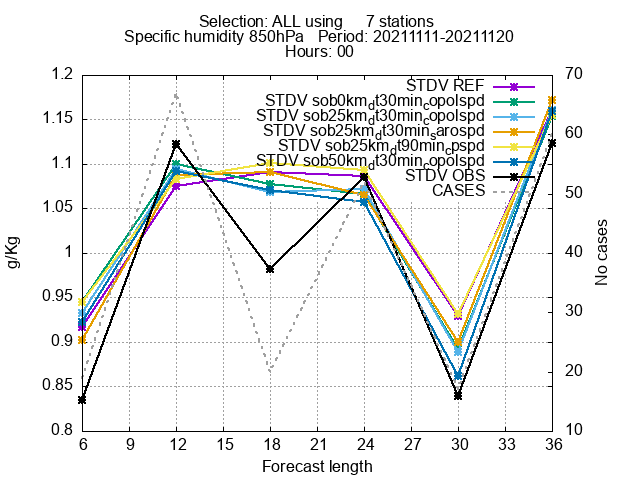 Selection: ALL using 7 stations
Specific humidity 850hPa Period: 20211111-20211120
Hours: 00
STDV REF
STDV sob0km_dt30min_copolspd
STDV sob25km_dt30min_copolspd
STDV sob25km_dt30min_sarospd
STDV sob25km_dt90min_cpspd
STDV sob50km_dt30min_copolspd
STDV OBS
CASES
1.2
1.15
1.1
1.05
1
0.95
0.9
0.85
0.8
g/Kg
70
60
50
40
30
20
10
No cases
6 9 12 15 18 21 24 27 30 33 36
Forecast length